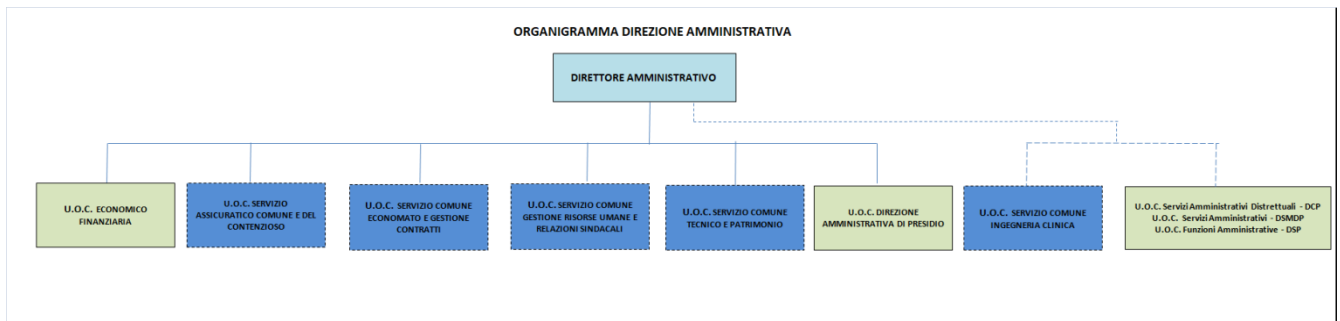 ORGANIGRAMMA DIREZIONE AMMINISTRATIVA
DIRETTORE AMMINISTRATIVO
U.O.C. ECONOMICO
FINANZIARIA
U.O.C. SERVIZIO
ASSICURATICO COMUNE E DEL
CONTENZIOSO
U.O.C. SERVIZIO COMUNE
ECONOMATO E GESTIONE
CONTRATTI
U.O.C. SERVIZIO COMUNE
GESTIONE RISORSE UMANE E
RELAZIONI SINDACALI
U.O.C. SERVIZIO COMUNE
TECNICO E PATRIMONIO
U.O.C. DIREZIONE
AMMINISTRATIVA DI PRESIDIO
U.O.C. SERVIZIO COMUNE
INGEGNERIA CLINICA
U.O.C. Servizi Amministrativi Distrettuali - DCP
U.O.C. Servizi Amministrativi - DSMDP
U.O.C. Funzioni Amministrative - DSP